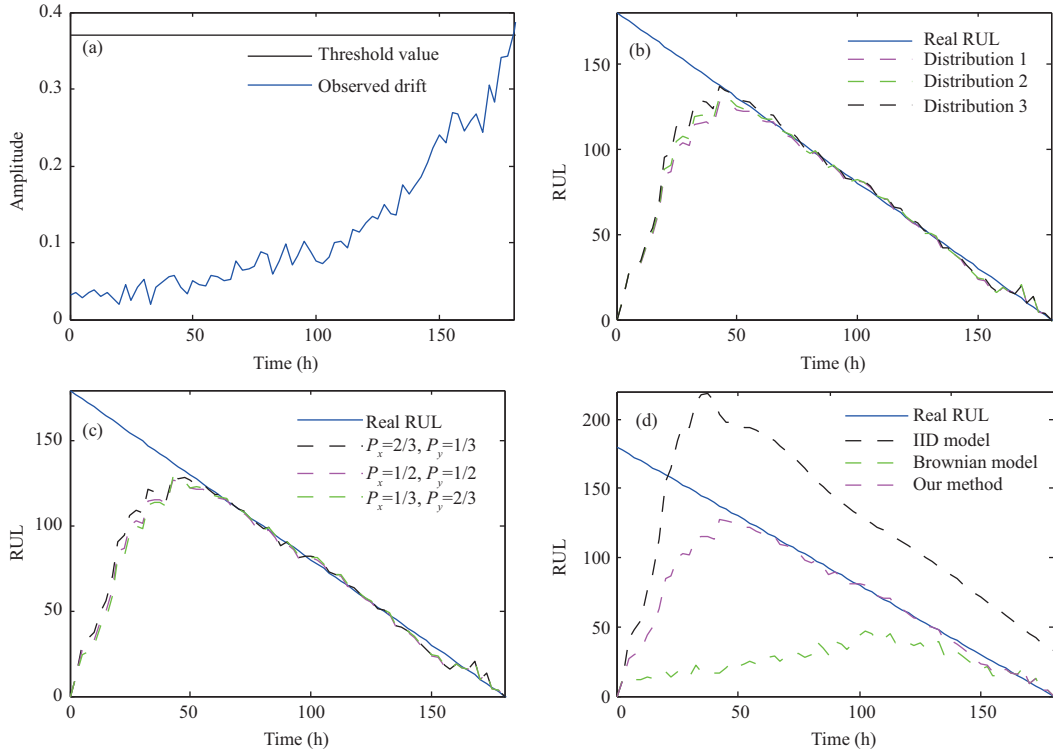 0.4
0.3
0.2
0.1
0
Amplitude
(a)
Threshold value
Observed drift
0
50
100
150
Time (h)
150
100
50
0
RUL
(b)
Real RUL
Distribution 1
Distribution 2
Distribution 3
0
50
100
150
Time (h)
150
100
50
0
RUL
(c)
Real RUL
Px=2/3, Py=1/3
Px=1/2, Py=1/2
Px=1/3, Py=2/3
0
50
100
150
Time (h)
200
150
100
50
0
RUL
(d)
Real RUL
IID model
Brownian model
Our method
0
50
100
150
Time (h)